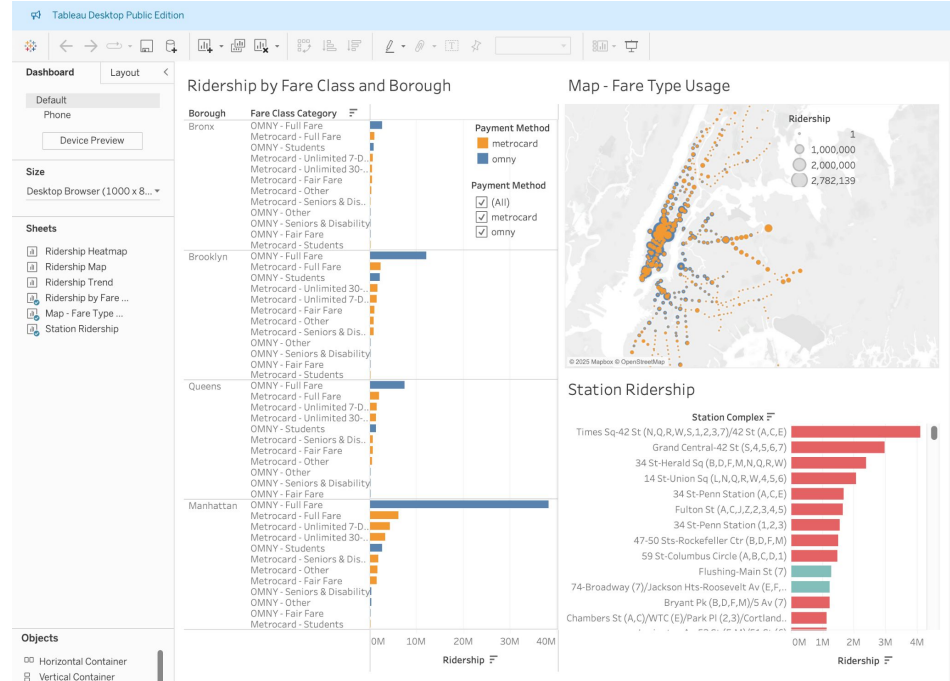 Tableau Desktop Public Edition
Dashboard
Layout
Default
Phone
Device Preview
Size
Desktop Browser (1000 x 8...
Sheets
Ridership Heatmap
Ridership Map
Ridership Trend
Ridership by Fare ...
Map - Fare Type ...
Station Ridership
Objects
Horizontal Container
Vertical Container
Ridership by Fare Class and Borough
Borough Fare Class Category
Bronx OMNY - Full Fare
Metrocard - Full Fare
OMNY - Students
Metrocard - Unlimited 7-D..
Metrocard - Unlimited 30-..
Metrocard - Fair Fare
Metrocard - Other
Metrocard - Seniors & Dis..
OMNY - Other
OMNY - Seniors & Disability
OMNY - Fair Fare
Metrocard - Students
Brooklyn OMNY - Full Fare
Metrocard - Full Fare
OMNY - Students
Metrocard - Unlimited 30-..
Metrocard - Unlimited 7-D..
Metrocard - Fair Fare
Metrocard - Other
Metrocard - Seniors & Dis..
OMNY - Other
OMNY - Seniors & Disability
OMNY - Fair Fare
Metrocard - Students
Queens OMNY - Full Fare
Metrocard - Full Fare
Metrocard - Unlimited 7-D..
Metrocard - Unlimited 30-..
OMNY - Students
Metrocard - Seniors & Dis..
Metrocard - Fair Fare
Metrocard - Other
OMNY - Other
OMNY - Seniors & Disability
OMNY - Fair Fare
Manhattan OMNY - Full Fare
Metrocard - Full Fare
Metrocard - Unlimited 7-D..
Metrocard - Unlimited 30-..
OMNY - Students
Metrocard - Seniors & Dis..
Metrocard - Other
Metrocard - Fair Fare
OMNY - Seniors & Disability
OMNY - Other
OMNY - Fair Fare
Metrocard - Students
0M 10M 20M 30M 40M
Ridership
Payment Method
metrocard
omny
Payment Method
(All)
metrocard
omny
Map - Fare Type Usage
Ridership
1
1,000,000
2,000,000
2,782,139
© 2025 Mapbox © OpenStreetMap
Station Ridership
Station Complex
Times Sq-42 St (N,Q,R,W,S,1,2,3,7)/42 St (A,C,E)
Grand Central-42 St (S,4,5,6,7)
34 St-Herald Sq (B,D,F,M,N,Q,R,W)
14 St-Union Sq (L,N,Q,R,W,4,5,6)
34 St-Penn Station (A,C,E)
Fulton St (A,C,J,Z,2,3,4,5)
34 St-Penn Station (1,2,3)
47-50 Sts-Rockefeller Ctr (B,D,F,M)
59 St-Columbus Circle (A,B,C,D,1)
Flushing-Main St (7)
74-Broadway (7)/Jackson Hts-Roosevelt Av (E,F,..
Bryant Pk (B,D,F,M)/5 Av (7)
Chambers St (A,C)/WTC (E)/Park Pl (2,3)/Cortland..
0M 1M 2M 3M 4M
Ridership